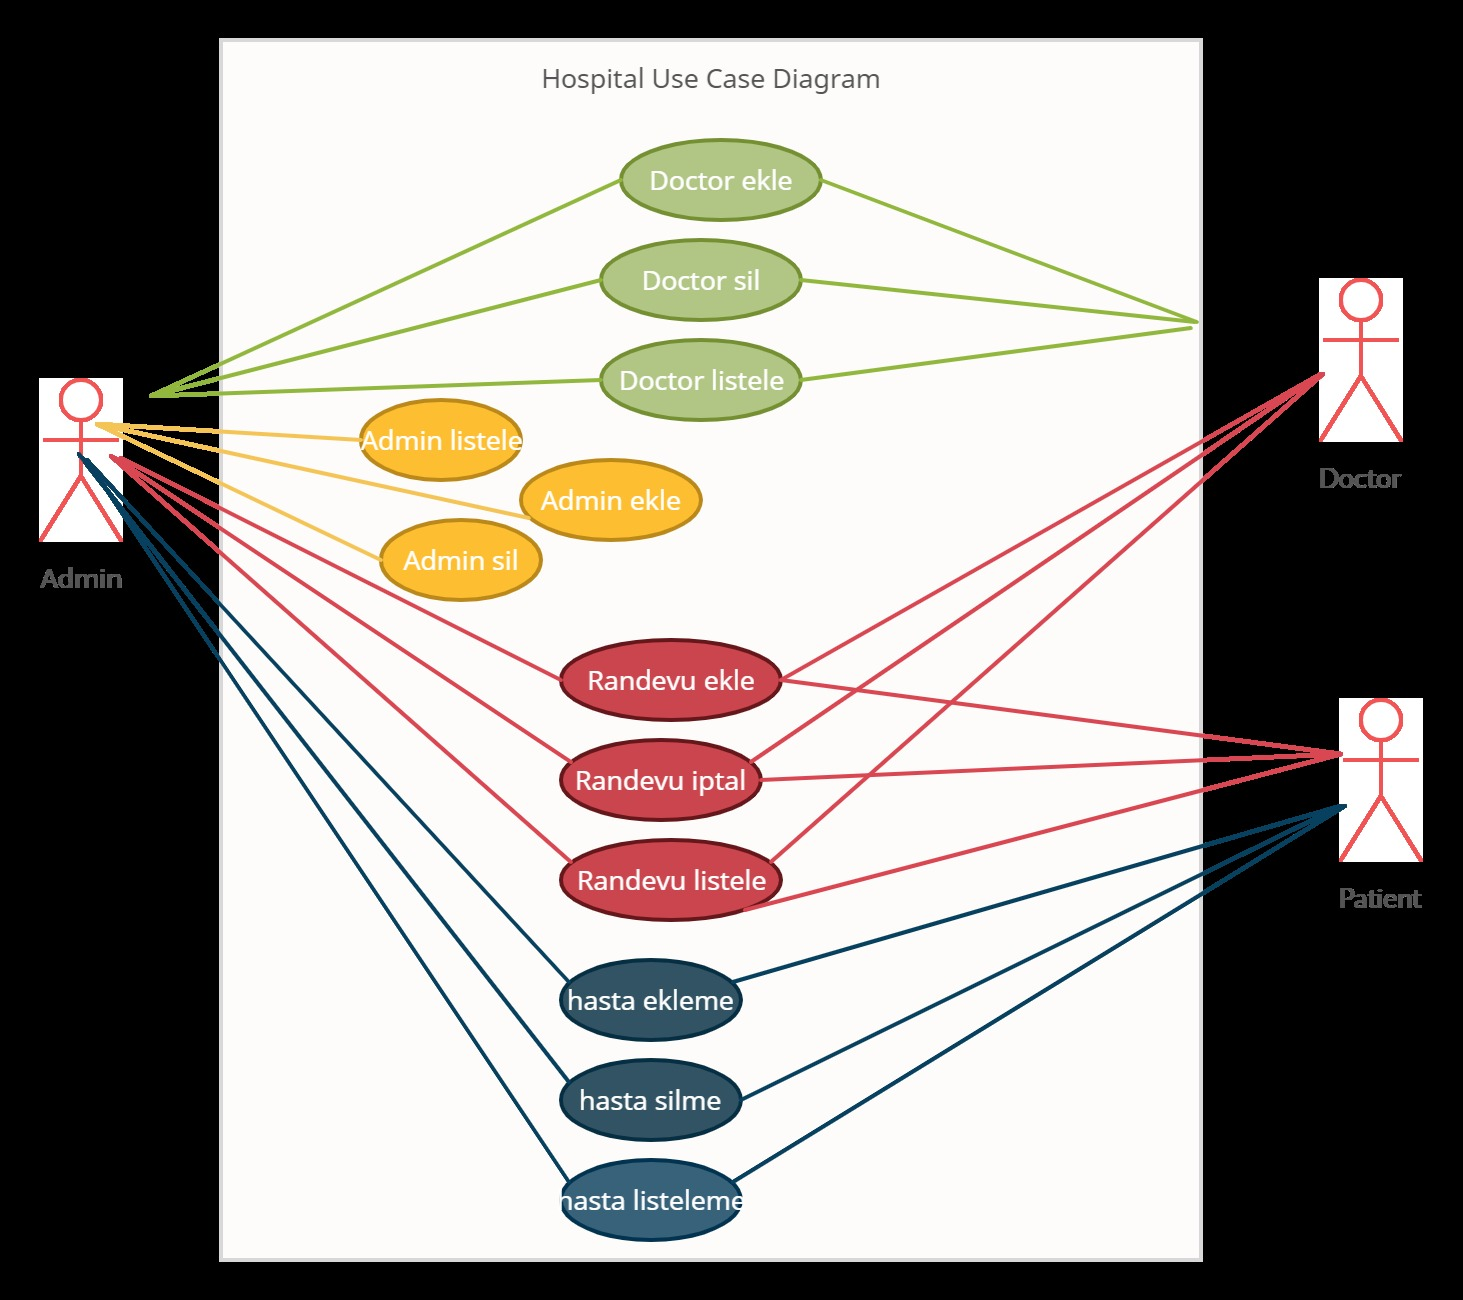 Hospital Use Case Diagram
Doctor ekle
Doctor sil
Doctor listele
Admin listele
Admin ekle
Admin sil
Admin
Doctor
Randevu ekle
Randevu iptal
Randevu listele
Patient
hasta ekleme
hasta silme
hasta listeleme